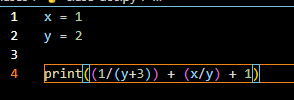 1 x = 1
2 y = 2
3
4 print((1/(y+3)) + (x/y) + 1)